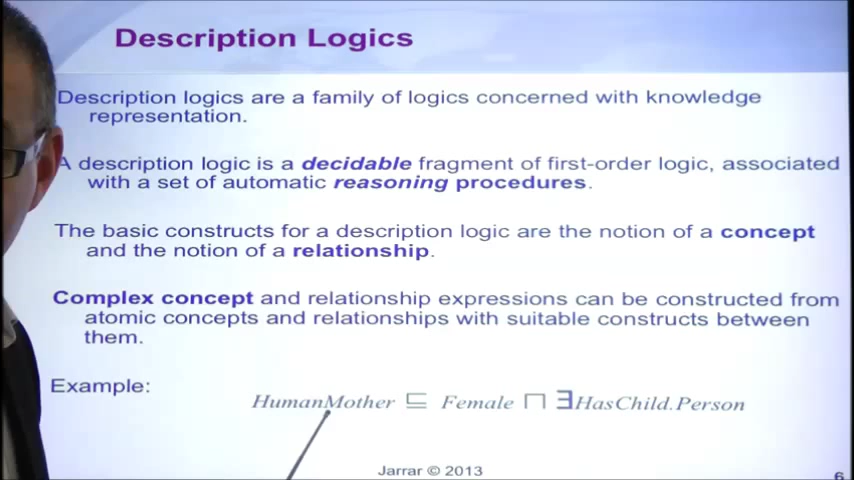 Description Logics
Description logics are a family of logics concerned with knowledge
representation.
A description logic is a decidable fragment of first-order logic, associated
with a set of automatic reasoning procedures.
The basic constructs for a description logic are the notion of a concept
and the notion of a relationship.
Complex concept and relationship expressions can be constructed from
atomic concepts and relationships with suitable constructs between
them.
Example:
HumanMother ⊑ Female ⊓ ∃HasChild.Person
Jarrar © 2013
6